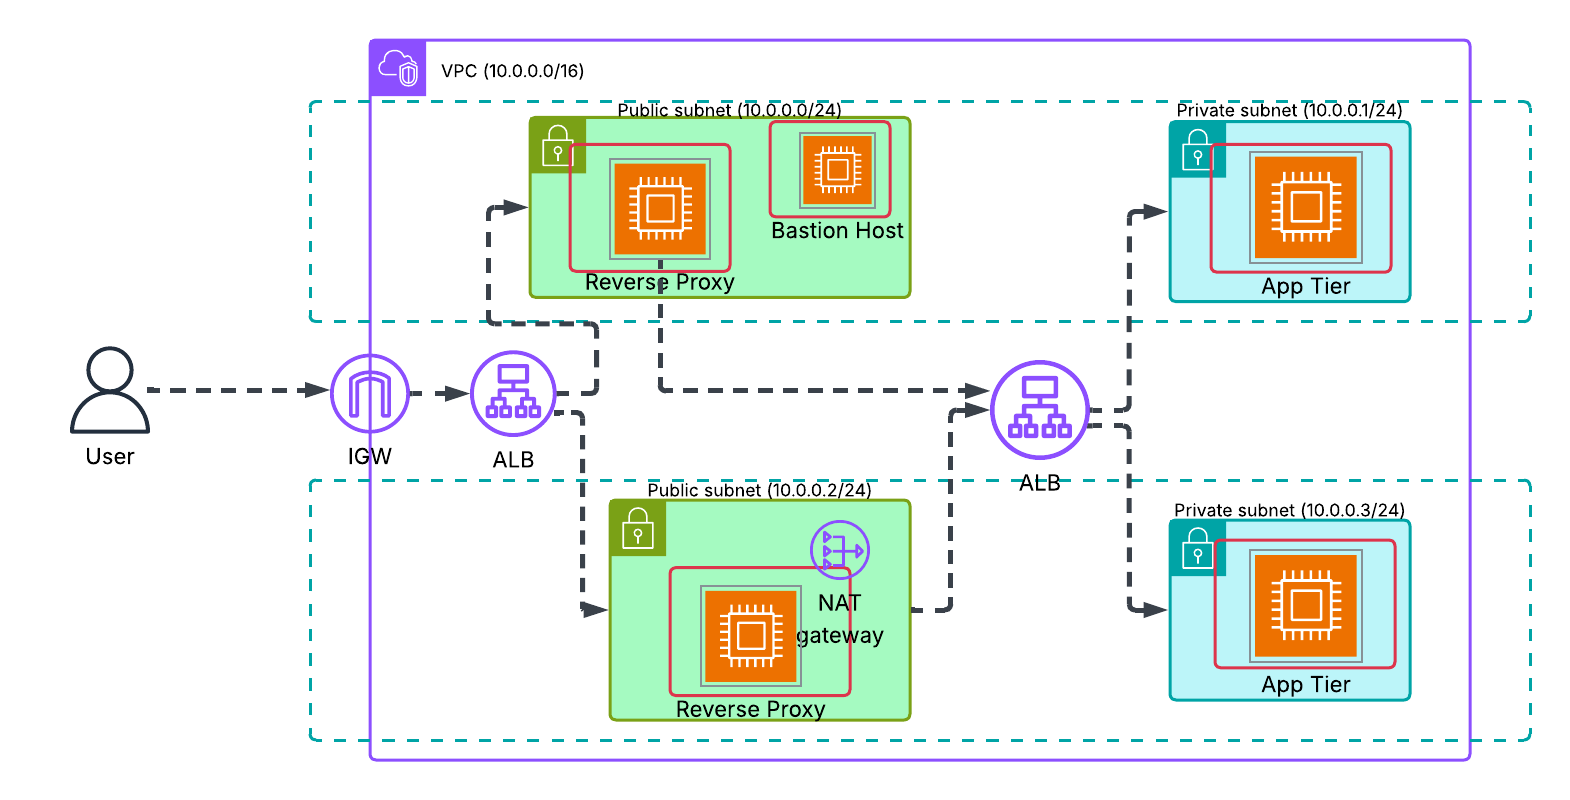 VPC (10.0.0.0/16)
Public subnet (10.0.0.0/24)
Private subnet (10.0.0.1/24)
Bastion Host
Reverse Proxy
App Tier
User
IGW
ALB
ALB
Public subnet (10.0.0.2/24)
Private subnet (10.0.0.3/24)
NAT
gateway
Reverse Proxy
App Tier